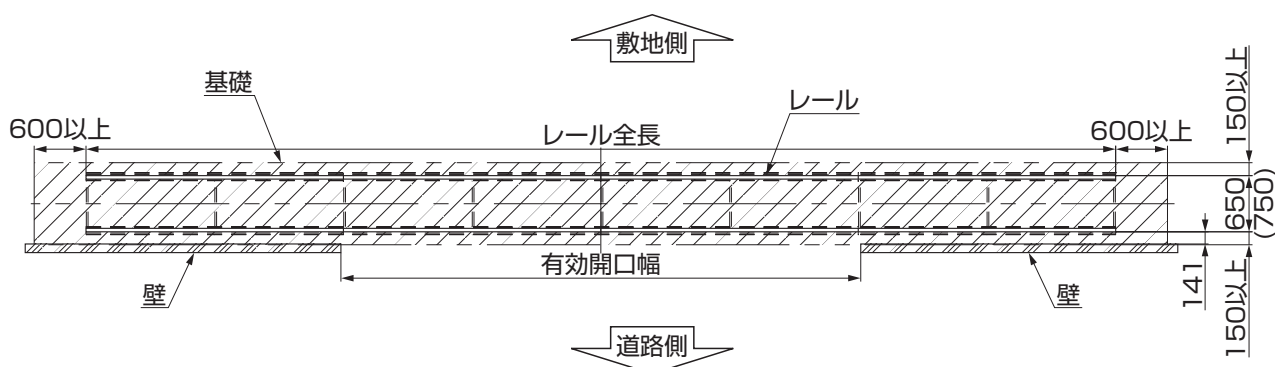 敷地側
基礎
レール
150以上
600以上
レール全長
600以上
650
(750)
有効開口幅
壁
壁
141
150以上
道路側